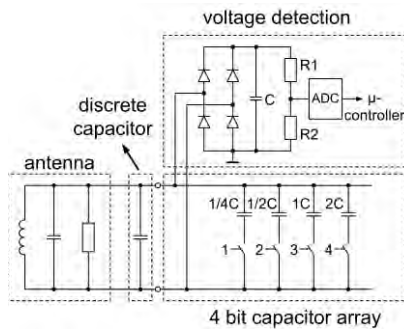 voltage detection
R1
C
ADC
μ-
controller
R2
discrete
capacitor
antenna
1/4C 1/2C 1C 2C
1 2 3 4
4 bit capacitor array